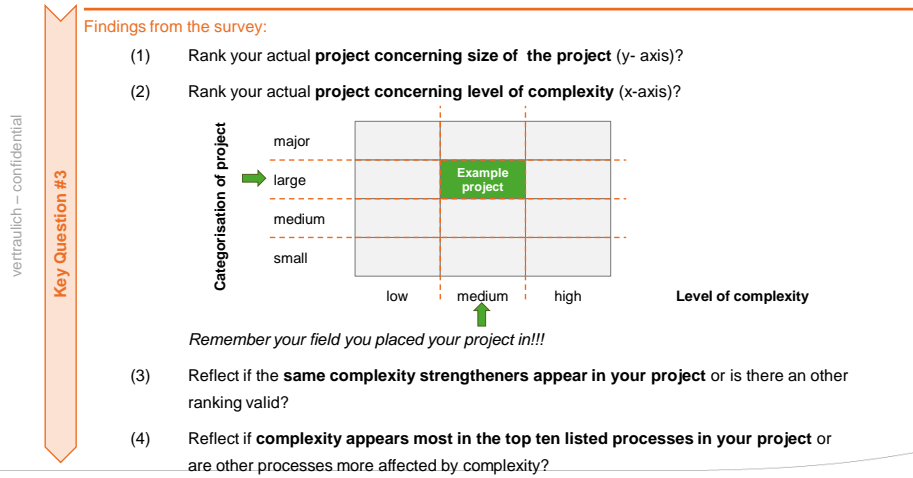 vertraulich – confidential
Key Question #3
Findings from the survey:
(1) Rank your actual project concerning size of the project (y- axis)?
(2) Rank your actual project concerning level of complexity (x-axis)?
Categorisation of project
major
large
Example
project
medium
small
low medium high Level of complexity
Remember your field you placed your project in!!!
(3) Reflect if the same complexity strengtheners appear in your project or is there an other
ranking valid?
(4) Reflect if complexity appears most in the top ten listed processes in your project or
are other processes more affected by complexity?